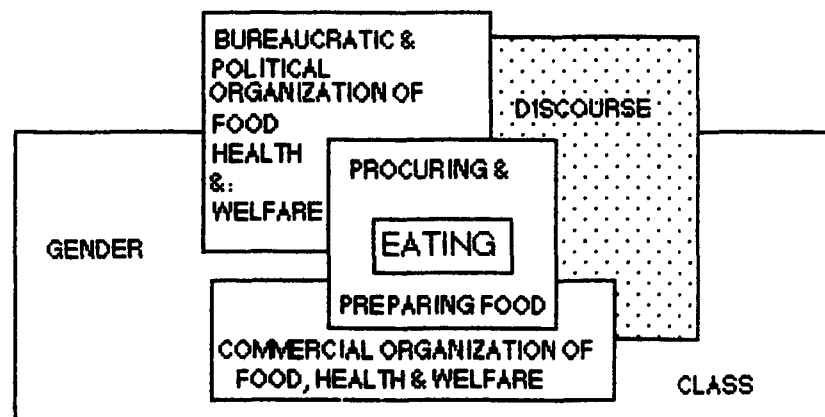 BUREAUCRATIC &
POLITICAL
ORGANIZATION OF
FOOD
HEALTH
&:
WELFARE
DISCOURSE
PROCURING &
EATING
PREPARING FOOD
GENDER
COMMERCIAL ORGANIZATION OF
FOOD, HEALTH & WELFARE
CLASS